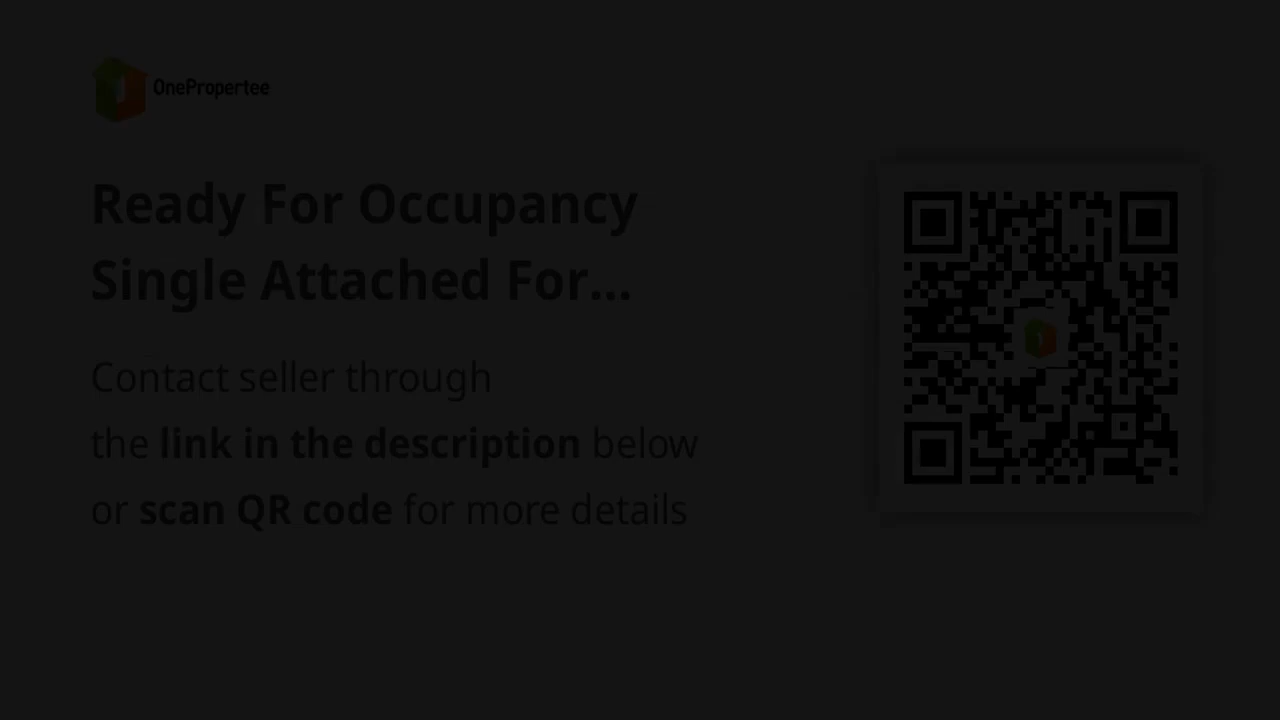 OnePropertee
Ready For Occupancy
Single Attached For...
Contact seller through
the link in the description below
or scan QR code for more details